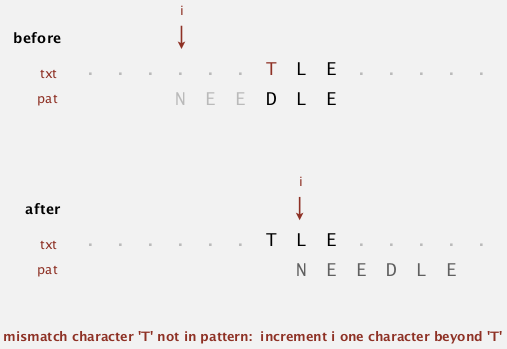 i
before
txt . . . . . . T L E . . . . .
pat N E E D L E
i
after
txt . . . . . . T L E . . . . .
pat N E E D L E
mismatch character 'T' not in pattern: increment i one character beyond 'T'